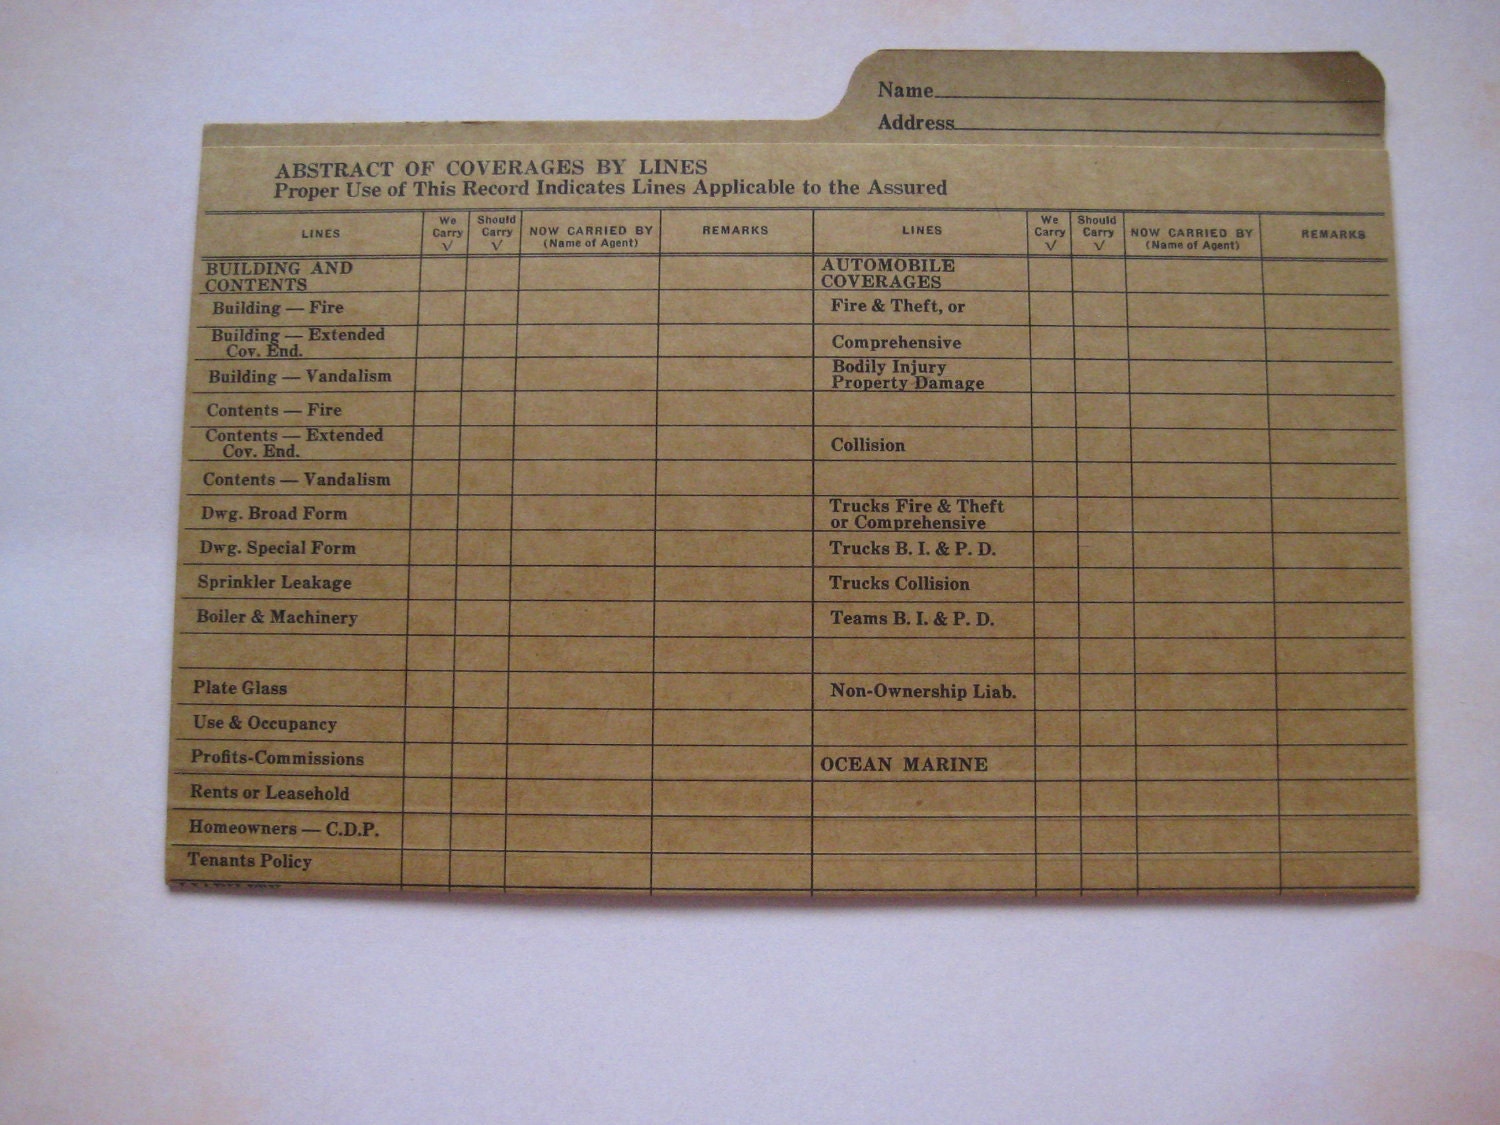 Name
Address
ABSTRACT OF COVERAGES BY LINES
Proper Use of This Record Indicates Lines Applicable to the Assured
LINES
We
Carry
√
Should
Carry
√
NOW CARRIED BY
(Name of Agent)
REMARKS
BUILDING AND
CONTENTS
Building — Fire
Building — Extended
Cov. End.
Building — Vandalism
Contents — Fire
Contents — Extended
Cov. End.
Contents — Vandalism
Dwg. Broad Form
Dwg. Special Form
Sprinkler Leakage
Boiler & Machinery
Plate Glass
Use & Occupancy
Profits-Commissions
Rents or Leasehold
Homeowners — C.D.P.
Tenants Policy
LINES
We
Carry
√
Should
Carry
√
NOW CARRIED BY
(Name of Agent)
REMARKS
AUTOMOBILE
COVERAGES
Fire & Theft, or
Comprehensive
Bodily Injury
Property Damage
Collision
Trucks Fire & Theft
or Comprehensive
Trucks B. I. & P. D.
Trucks Collision
Teams B. I. & P. D.
Non-Ownership Liab.
OCEAN MARINE